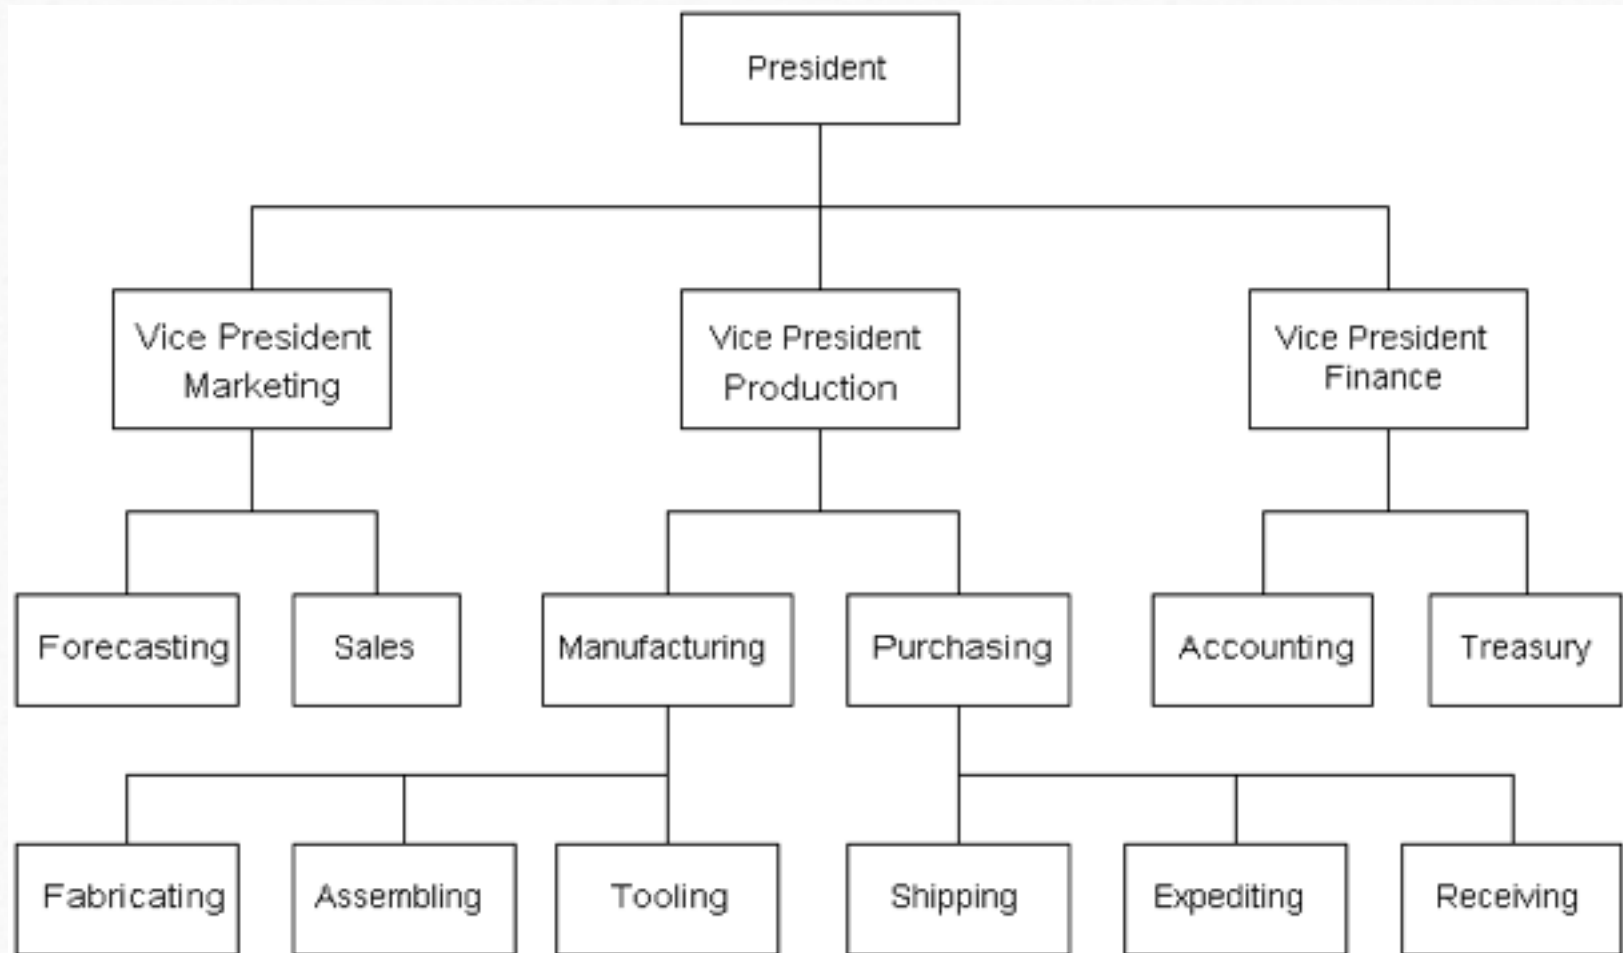 President
Vice President
Marketing
Vice President
Production
Vice President
Finance
Forecasting
Sales
Manufacturing
Purchasing
Accounting
Treasury
Fabricating
Assembling
Tooling
Shipping
Expediting
Receiving